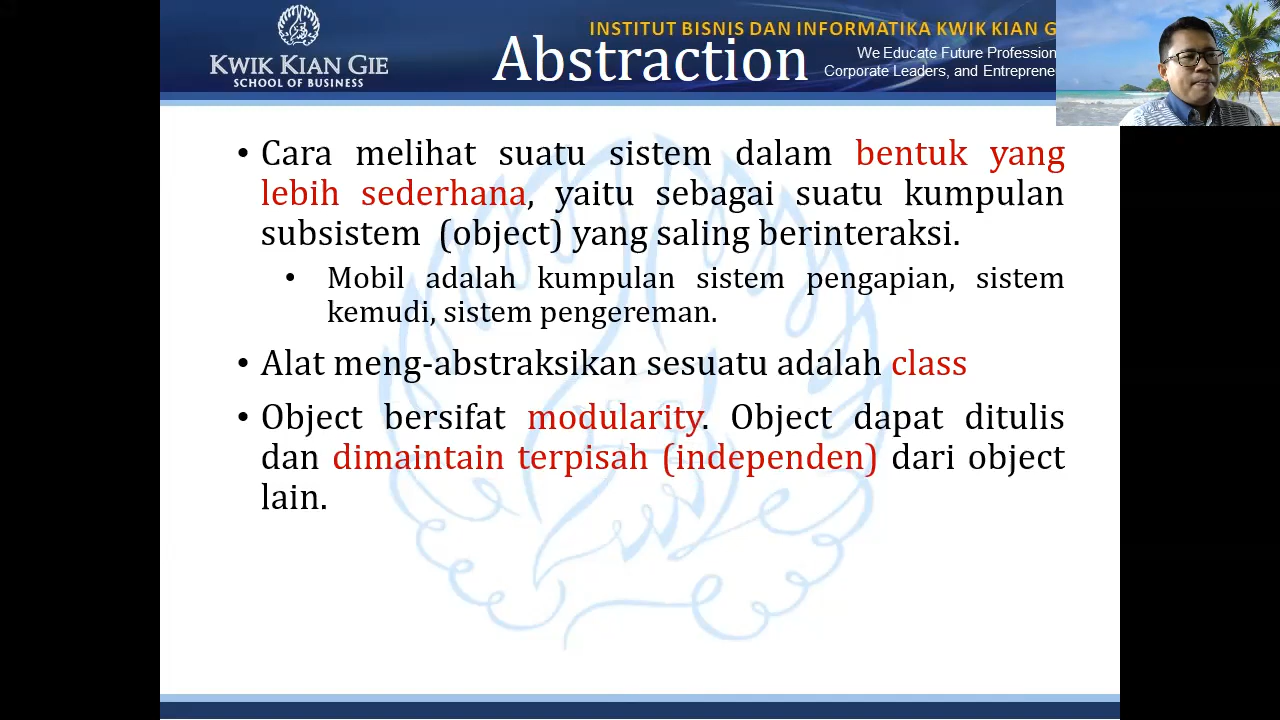 INSTITUT BISNIS DAN INFORMATIKA KWIK KIAN G
Abstraction
We Educate Future Profession
Corporate Leaders, and Entreprene
KWIK KIAN GIE
SCHOOL OF BUSINESS
• Cara melihat suatu sistem dalam bentuk yang
lebih sederhana, yaitu sebagai suatu kumpulan
subsistem (object) yang saling berinteraksi.
• Mobil adalah kumpulan sistem pengapian, sistem
kemudi, sistem pengereman.
• Alat meng-abstraksikan sesuatu adalah class
• Object bersifat modularity. Object dapat ditulis
dan dimaintain terpisah (independen) dari object
lain.